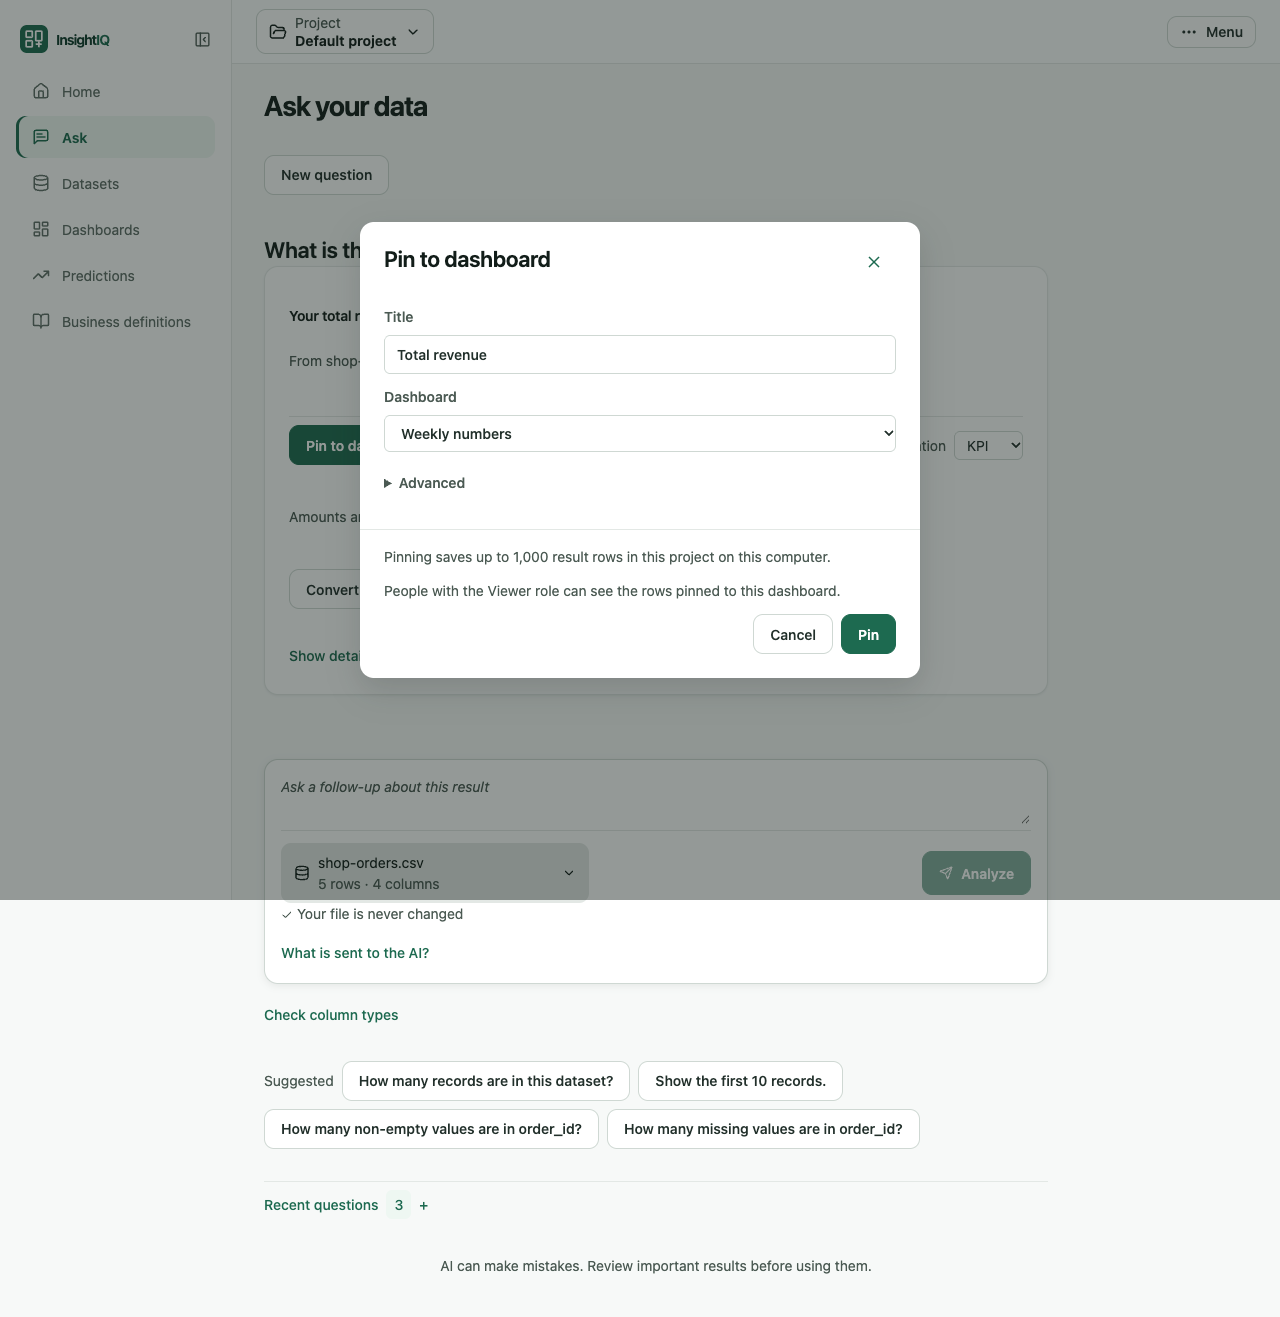 InsightIQ
Project
Default project
Menu
Home
Ask
Datasets
Dashboards
Predictions
Business definitions
Ask your data
New question
What is th
Your total r
From shop-
Pin to da
tion
KPI
Amounts a
Convert
Show detai
Pin to dashboard
Title
Total revenue
Dashboard
Weekly numbers
Advanced
Pinning saves up to 1,000 result rows in this project on this computer.
People with the Viewer role can see the rows pinned to this dashboard.
Cancel
Pin
Ask a follow-up about this result
shop-orders.csv
5 rows · 4 columns
Analyze
✓ Your file is never changed
What is sent to the AI?
Check column types
Suggested
How many records are in this dataset?
Show the first 10 records.
How many non-empty values are in order_id?
How many missing values are in order_id?
Recent questions 3 +
AI can make mistakes. Review important results before using them.